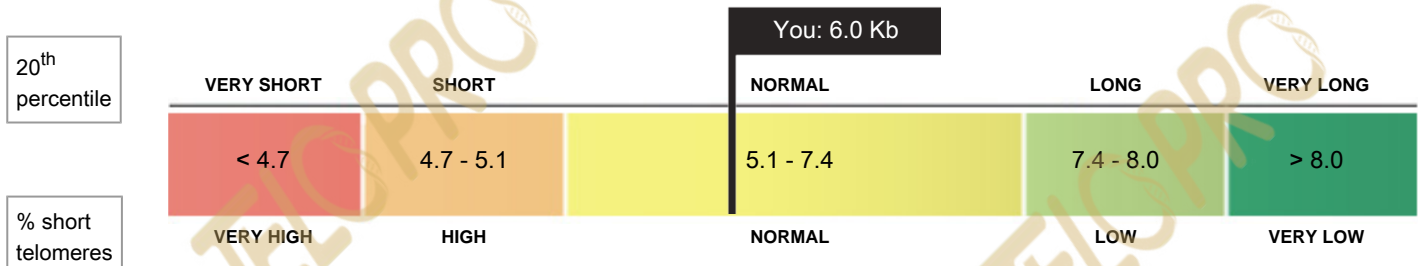 You: 6.0 Kb
20th
percentile
VERY SHORT SHORT NORMAL LONG VERY LONG
< 4.7 4.7 - 5.1 5.1 - 7.4 7.4 - 8.0 > 8.0
% short
telomeres
VERY HIGH HIGH NORMAL LOW VERY LOW
TELOPRO
TELOPRO